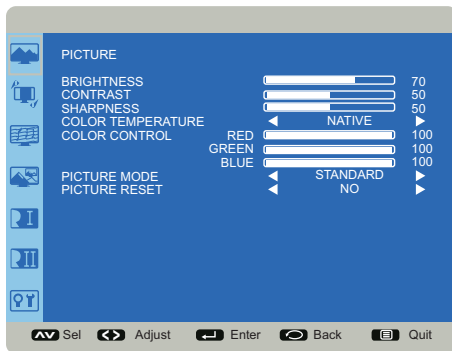 PICTURE
BRIGHTNESS 70
CONTRAST 50
SHARPNESS 50
COLOR TEMPERATURE NATIVE
COLOR CONTROL RED 100
GREEN 100
BLUE 100
PICTURE MODE STANDARD
PICTURE RESET NO
Sel Adjust Enter Back Quit